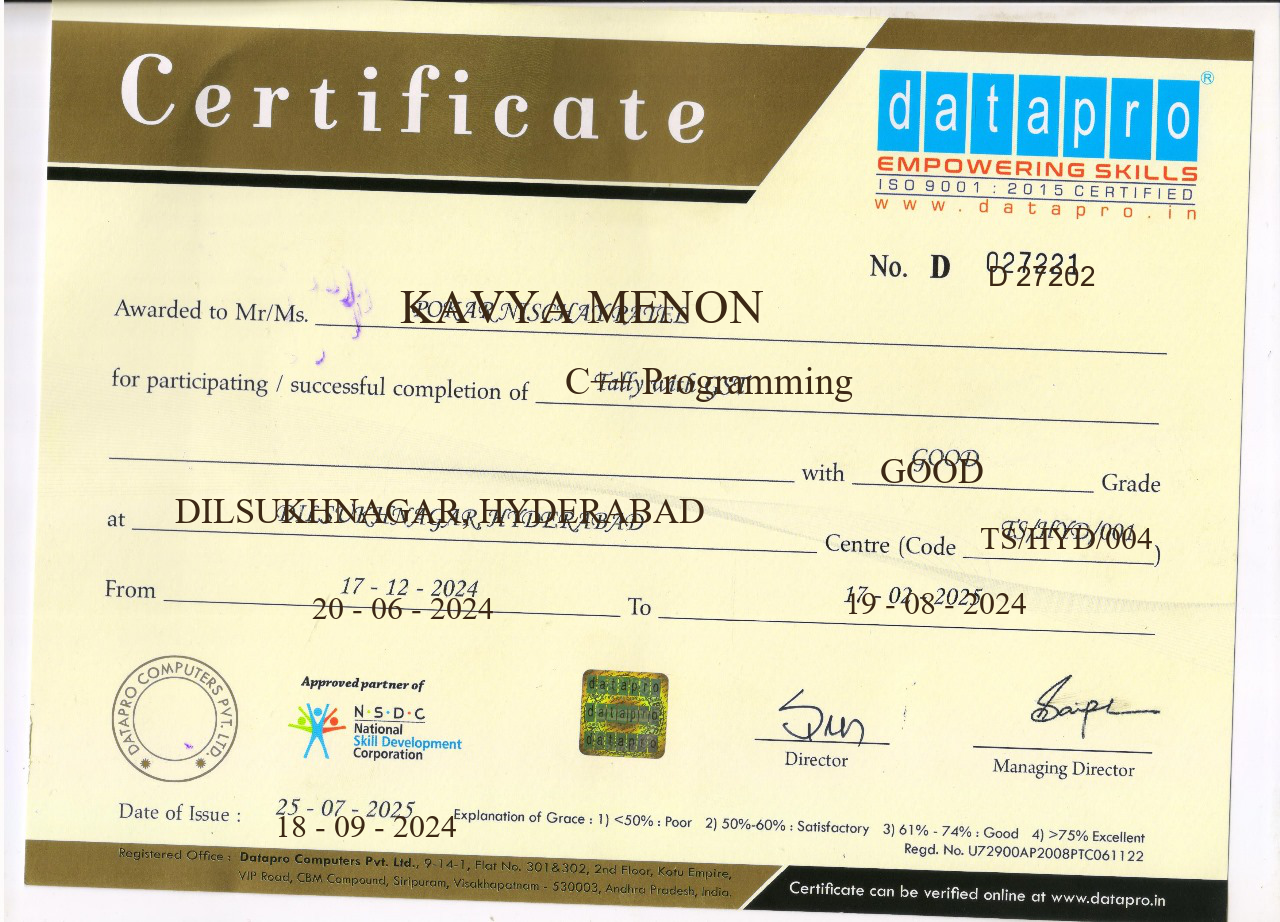 Certificate
datapro®
EMPOWERING SKILLS
ISO 9001 : 2015 CERTIFIED
www.datapro.in
No. D 027221
D 27202
Awarded to Mr/Ms. KAVYA MENON
for participating / successful completion of C++ Programming
Tally with GST
with GOOD GOOD Grade
at DILSUKHNAGAR, HYDERABAD DILSUKHNAGAR, HYDERABAD Centre (Code TS/HYD/001 TS/HYD/004)
From 17 - 12 - 2024 To 17 - 02 - 2025
20 - 06 - 2024 19 - 08 - 2024
DATAPRO COMPUTERS PVT. LTD.
Approved partner of
N·S·D·C
National
Skill Development
Corporation
datapro
datapro
datapro
Director
Managing Director
Date of Issue : 25 - 07 - 2025
18 - 09 - 2024
Explanation of Grace : 1) <50% : Poor 2) 50%-60% : Satisfactory 3) 61% - 74% : Good 4) >75% Excellent
Regd. No. U72900AP2008PTC061122
Registered Office : Datapro Computers Pvt. Ltd., 9-14-1, Flat No. 301&302, 2nd Floor, Kotu Empire,
VIP Road, CBM Compound, Siripuram, Visakhapatnam - 530003, Andhra Pradesh, India.
Certificate can be verified online at www.datapro.in